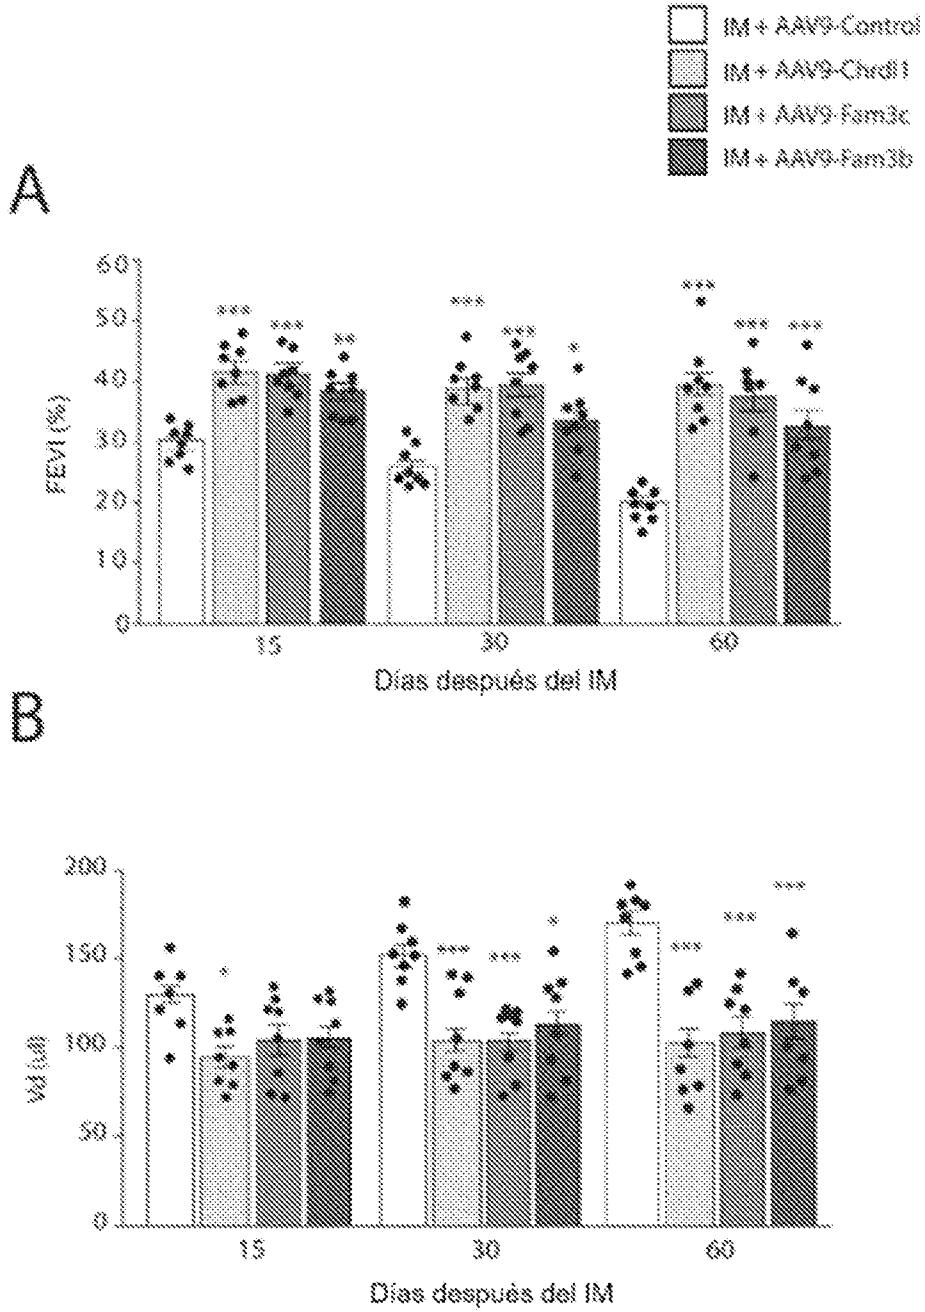 IM + AAV9-Control
IM + AAV9-Chrdl1
IM + AAV9-Fam3c
IM + AAV9-Fam3b
A
60
50
40
30
20
10
0
FEVI (%)
*** *** ** *** *** * *** *** ***
15 30 60
Días después del IM
B
200
150
100
50
0
Vd (µl)
* *** *** * *** *** ***
15 30 60
Días después del IM